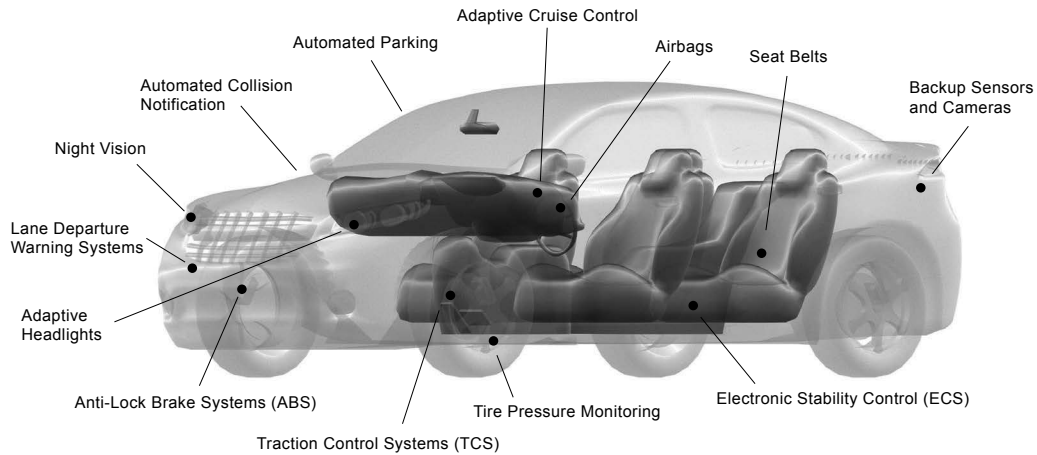 Adaptive Cruise Control
Automated Parking
Airbags
Seat Belts
Automated Collision
Notification
Backup Sensors
and Cameras
Night Vision
Lane Departure
Warning Systems
Adaptive
Headlights
Anti-Lock Brake Systems (ABS)
Tire Pressure Monitoring
Electronic Stability Control (ECS)
Traction Control Systems (TCS)